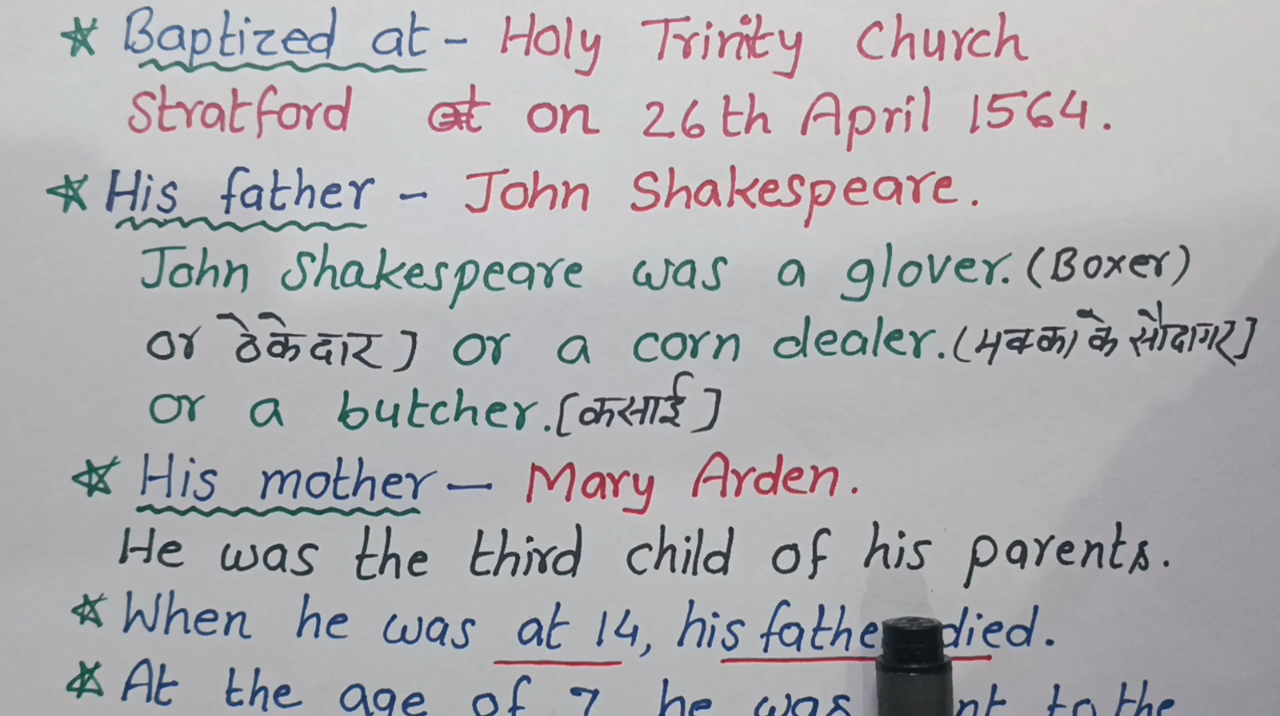 ☆ Baptized at - Holy Trinity Church
Stratford at on 26th April 1564.
☆ His father - John Shakespeare.
John Shakespeare was a glover. (Boxer)
or ठेकेदार] or a corn dealer. (मक्का के सौदागर]
or a butcher. [कसाई]
☆ His mother — Mary Arden.
He was the third child of his parents.
☆ When he was at 14, his father died.
☆ At the age of 7 he was to the